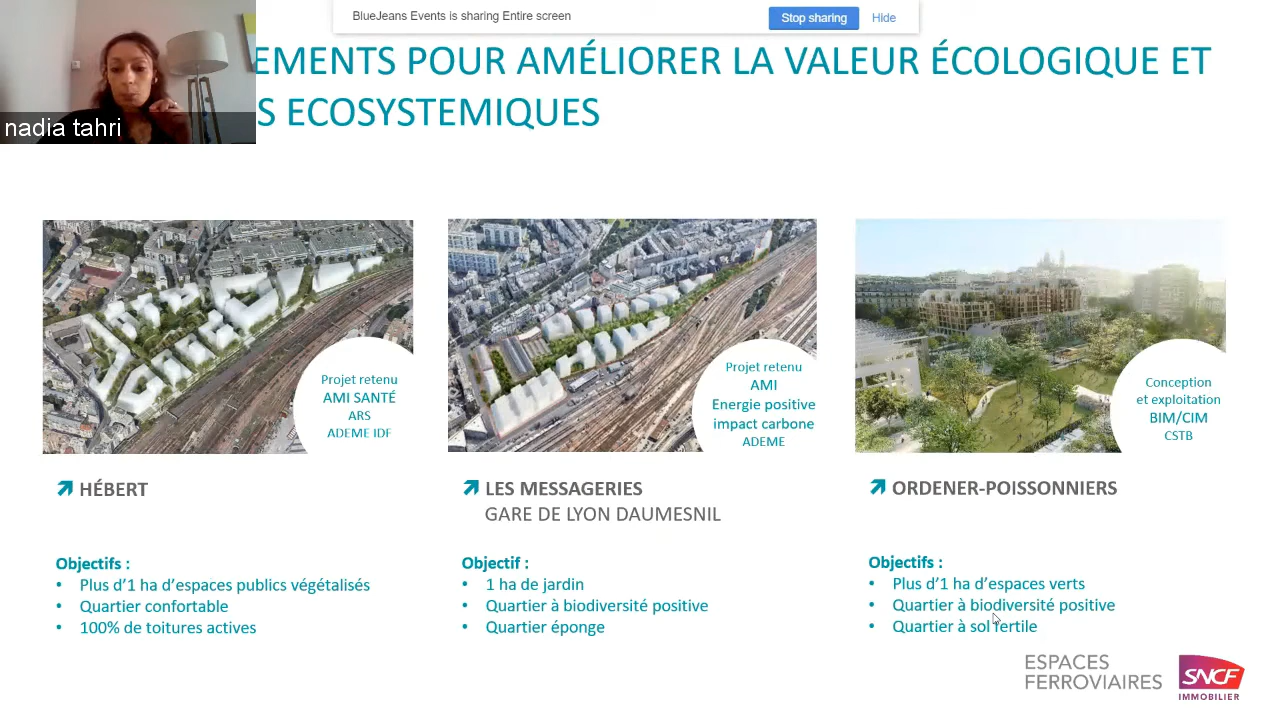 BlueJeans Events is sharing Entire screen
Stop sharing
Hide
EMENTS POUR AMÉLIORER LA VALEUR ÉCOLOGIQUE ET
S ECOSYSTEMIQUES
nadia tahri
Projet retenu
AMI SANTÉ
ARS
ADEME IDF
Projet retenu
AMI
Energie positive
impact carbone
ADEME
Conception
et exploitation
BIM/CIM
CSTB
HÉBERT
Objectifs :
• Plus d’1 ha d’espaces publics végétalisés
• Quartier confortable
• 100% de toitures actives
LES MESSAGERIES
GARE DE LYON DAUMESNIL
Objectif :
• 1 ha de jardin
• Quartier à biodiversité positive
• Quartier éponge
ORDENER-POISSONNIERS
Objectifs :
• Plus d’1 ha d’espaces verts
• Quartier à biodiversité positive
• Quartier à sol fertile
ESPACES
FERROVIAIRES
SNCF
IMMOBILIER